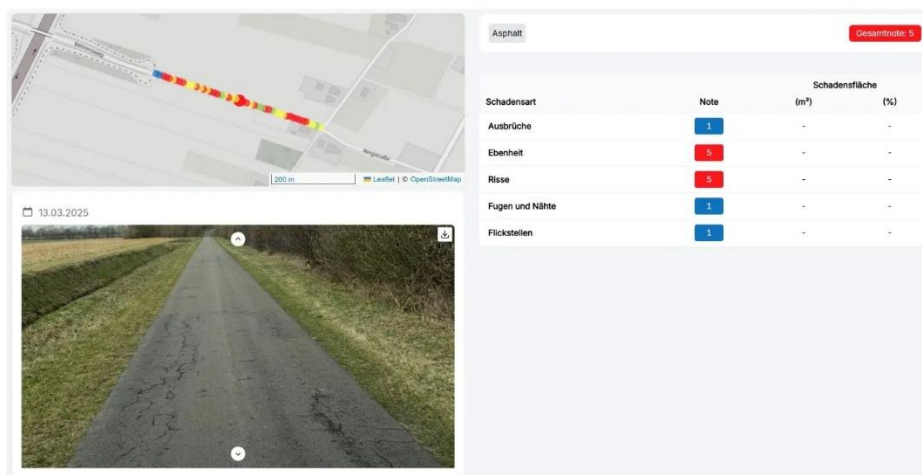 Behrensweg
200 m
Leaflet | © OpenStreetMap
13.03.2025
Asphalt
Gesamtnote: 5
Schadensfläche
Schadensart Note (m²) (%)
Ausbrüche 1 - -
Ebenheit 5 - -
Risse 5 - -
Fugen und Nähte 1 - -
Flickstellen 1 - -